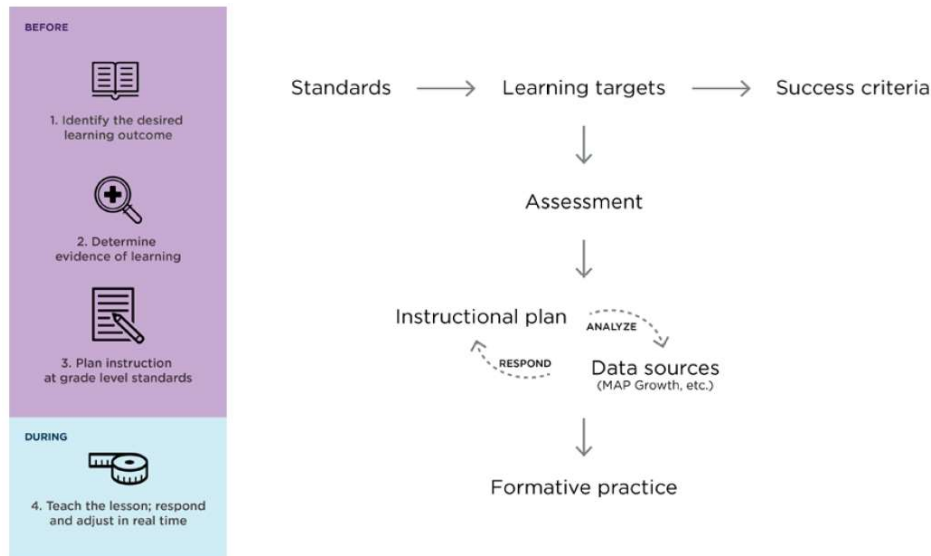 BEFORE
1. Identify the desired
learning outcome
2. Determine
evidence of learning
3. Plan instruction
at grade level standards
DURING
4. Teach the lesson; respond
and adjust in real time
Standards
Learning targets
Success criteria
Assessment
Instructional plan
ANALYZE
RESPOND
Data sources
(MAP Growth, etc.)
Formative practice